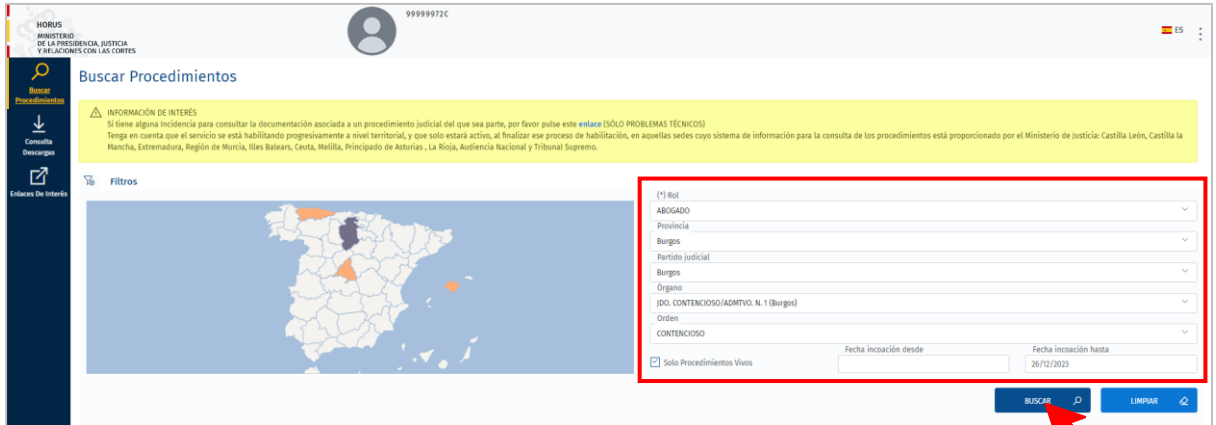 HORUS
MINISTERIO
DE LA PRESIDENCIA, JUSTICIA
Y RELACIONES CON LAS CORTES
99999972C
ES
Buscar
Procedimientos
Consulta
Descargas
Enlaces De Interés
Buscar Procedimientos
INFORMACIÓN DE INTERÉS
Si tiene alguna Incidencia para consultar la documentación asociada a un procedimiento judicial del que sea parte, por favor pulse este enlace (SÓLO PROBLEMAS TÉCNICOS)
Tenga en cuenta que el servicio se está habilitando progresivamente a nivel territorial, y que solo estará activo, al finalizar ese proceso de habilitación, en aquellas sedes cuyo sistema de información para la consulta de los procedimientos está proporcionado por el Ministerio de Justicia: Castilla León, Castilla la
Mancha, Extremadura, Región de Murcia, Illes Balears, Ceuta, Melilla, Principado de Asturias , La Rioja, Audiencia Nacional y Tribunal Supremo.
Filtros
(*) Rol
ABOGADO
Provincia
Burgos
Partido judicial
Burgos
Órgano
JDO. CONTENCIOSO/ADMTVO. N. 1 (Burgos)
Orden
CONTENCIOSO
Fecha incoación desde
Fecha incoación hasta
Solo Procedimientos Vivos
26/12/2023
BUSCAR
LIMPIAR